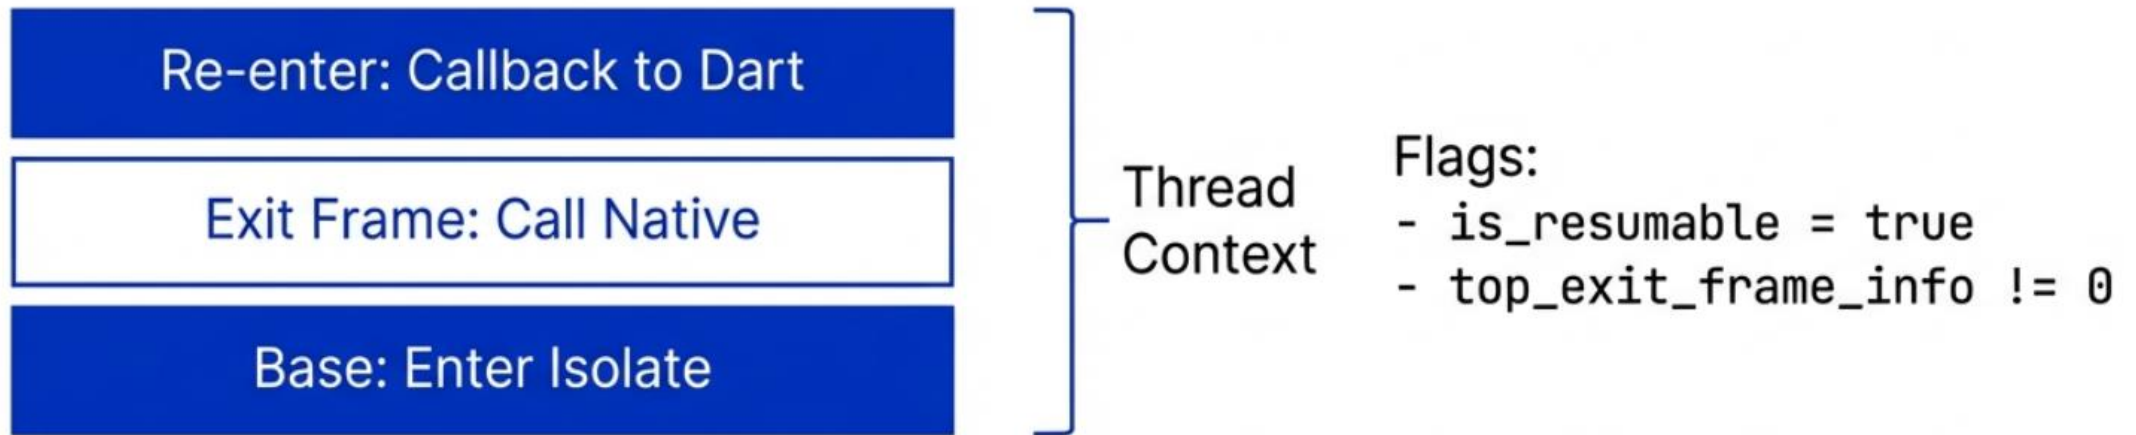 Re-enter: Callback to Dart
Exit Frame: Call Native
Base: Enter Isolate
Thread
Context
Flags:
- is_resumable = true
- top_exit_frame_info != 0